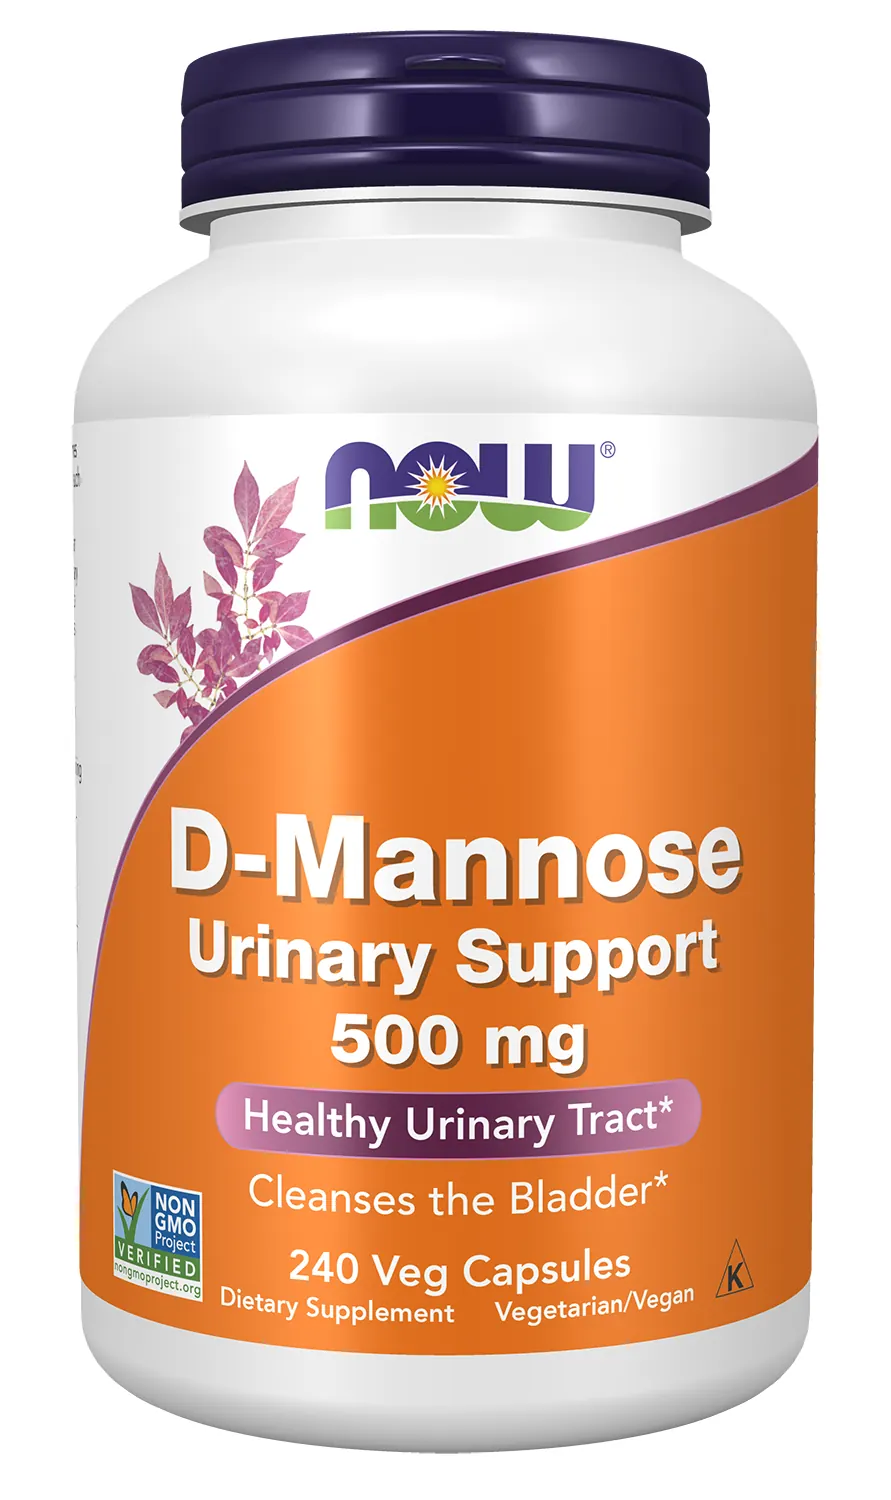 NOW®
D-Mannose
Urinary Support
500 mg
Healthy Urinary Tract*
Cleanses the Bladder*
240 Veg Capsules
Dietary Supplement Vegetarian/Vegan
NON
GMO
Project
VERIFIED
nongmoproject.org
K